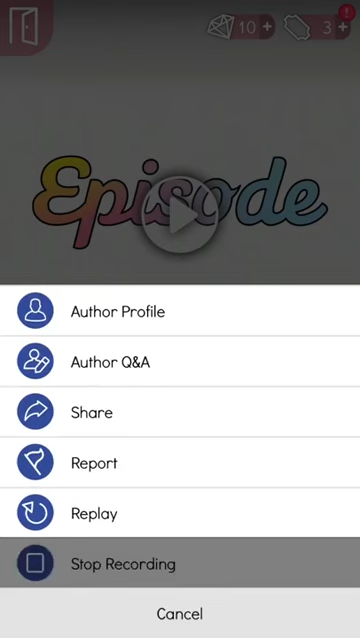 10 + 3 + !
Episode
Author Profile
Author Q&A
Share
Report
Replay
Stop Recording
Cancel